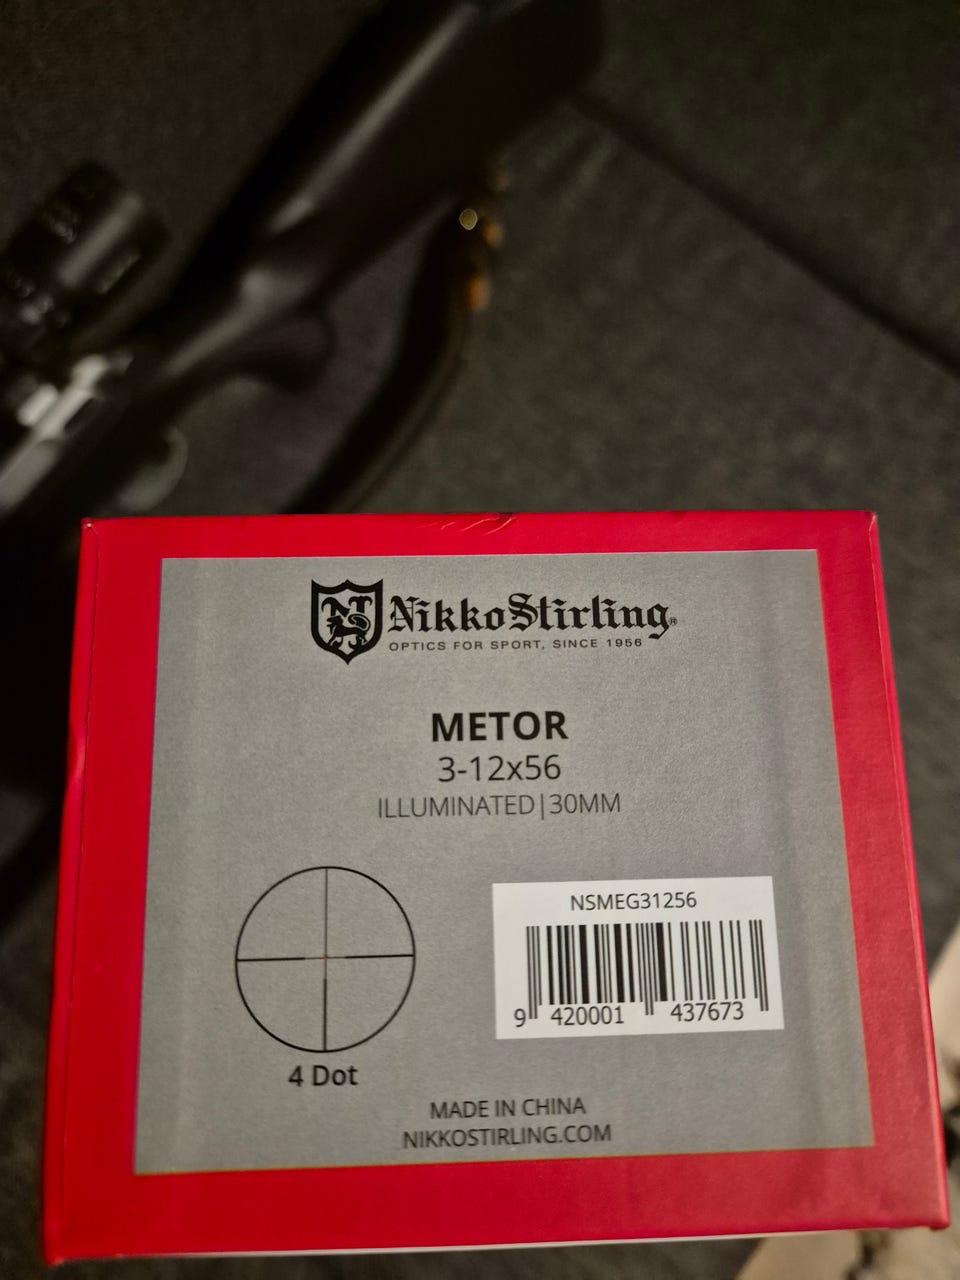 NikkoStirling®
OPTICS FOR SPORT, SINCE 1956
METOR
3-12x56
ILLUMINATED|30MM
NSMEG31256
9 420001 437673
4 Dot
MADE IN CHINA
NIKKOSTIRLING.COM